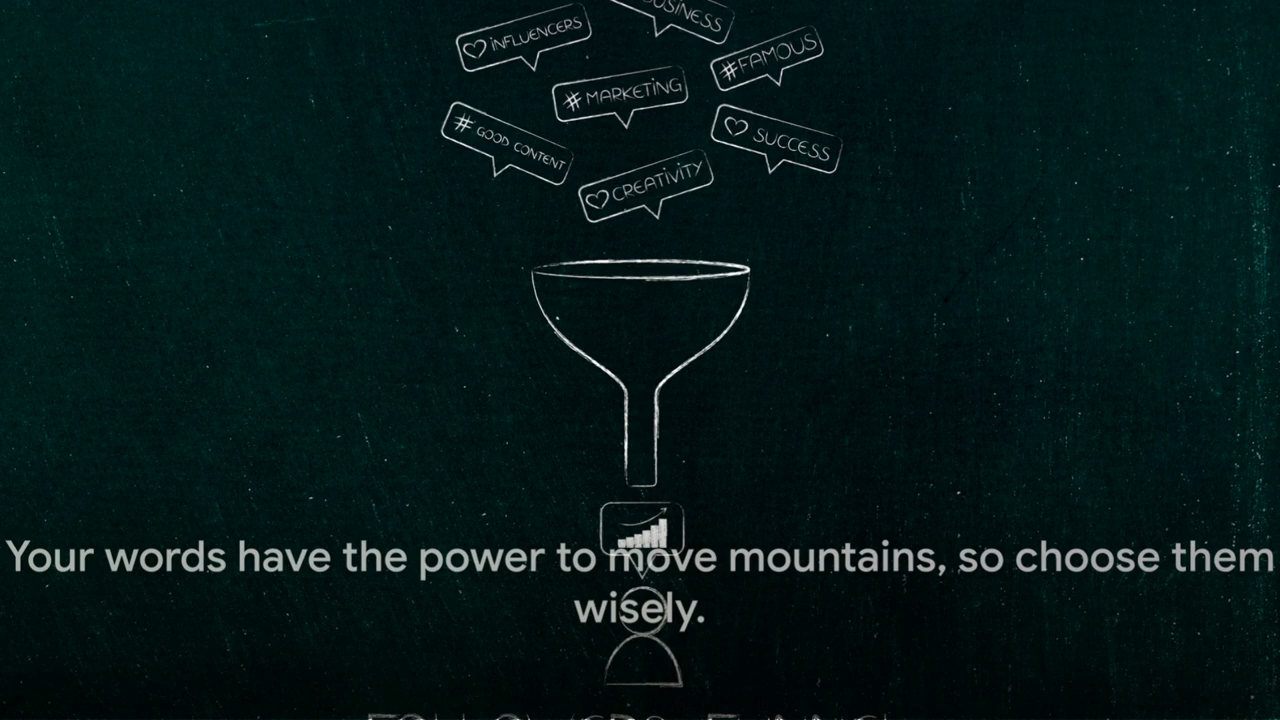 BUSINESS
♡ INFLUENCERS
#FAMOUS
# MARKETING
# GOOD CONTENT
♡ SUCCESS
♡ CREATIVITY
Your words have the power to move mountains, so choose them
wisely.